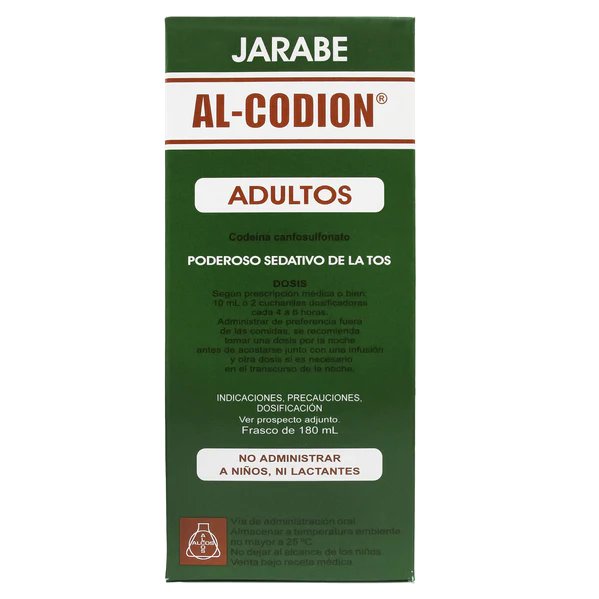 JARABE
AL-CODION®
ADULTOS
Codeína canfosulfonato
PODEROSO SEDATIVO DE LA TOS
DOSIS
Según prescripción médica o bien:
10 mL ó 2 cucharillas dosificadoras
cada 4 a 6 horas.
Administrar de preferencia fuera
de las comidas, se recomienda
tomar una dosis por la noche
antes de acostarse junto con una infusión
y otra dosis si es necesario
en el transcurso de la noche.
INDICACIONES, PRECAUCIONES,
DOSIFICACIÓN
Ver prospecto adjunto.
Frasco de 180 mL
NO ADMINISTRAR
A NIÑOS, NI LACTANTES
ALCOS
Vía de administración oral
Almacenar a temperatura ambiente
no mayor a 25 ºC
No dejar al alcance de los niños.
Venta bajo receta médica.